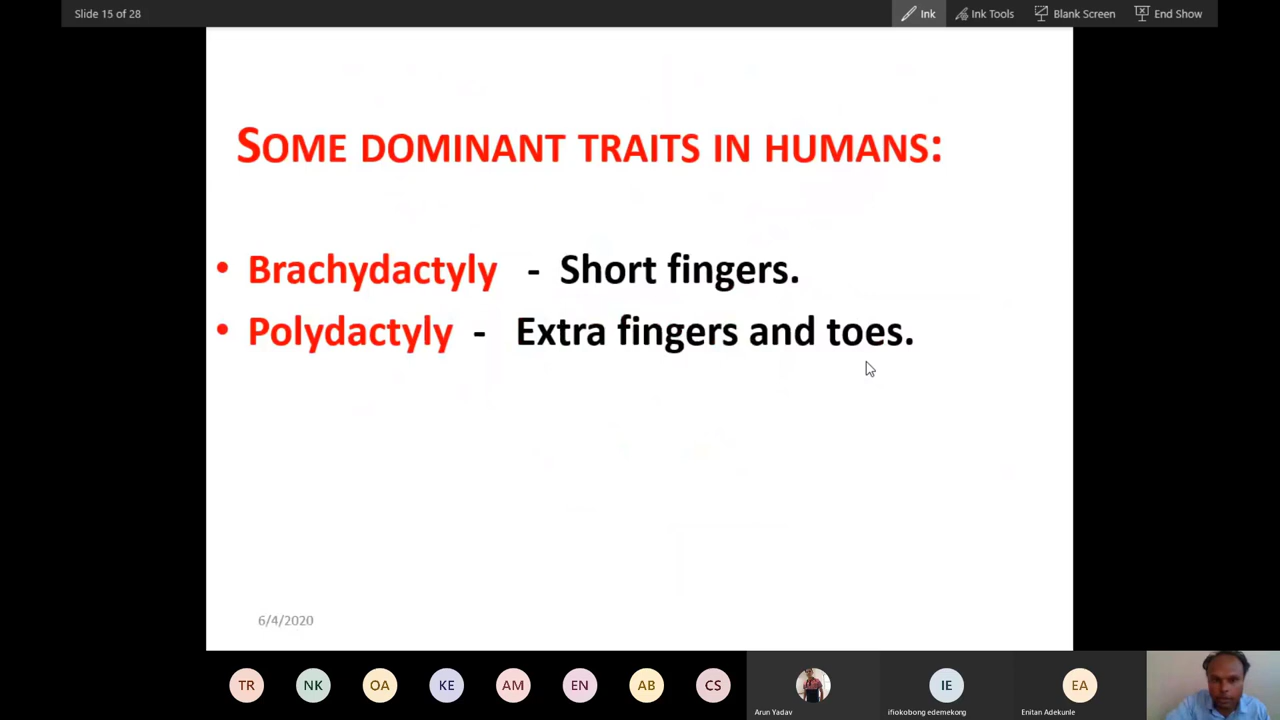 Slide 15 of 28
Ink
Ink Tools
Blank Screen
End Show
SOME DOMINANT TRAITS IN HUMANS:
• Brachydactyly - Short fingers.
• Polydactyly - Extra fingers and toes.
6/4/2020
TR
NK
OA
KE
AM
EN
AB
CS
IE
EA
Arun Yadav
ifiokobong edemekong
Enitan Adekunle